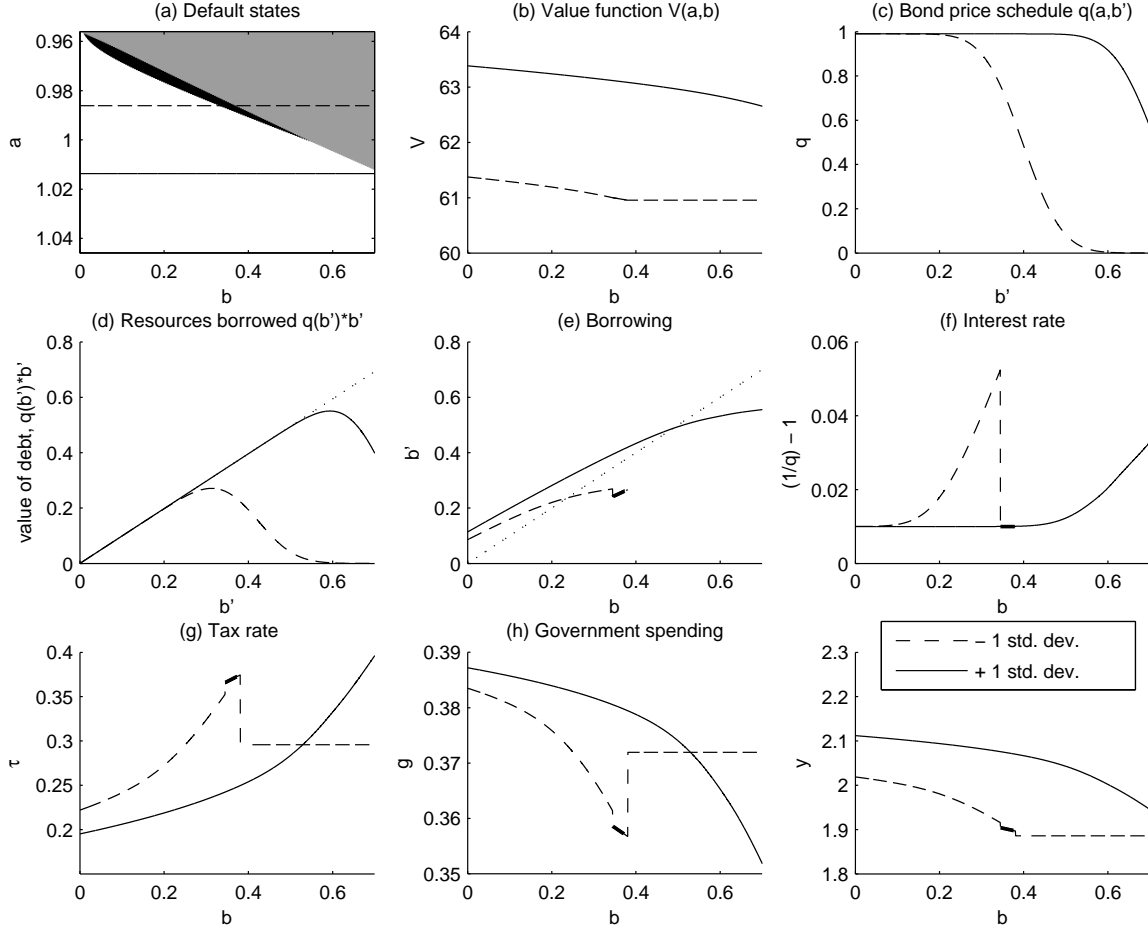 (a) Default states
0.96
0.98
1
1.02
1.04
a
0 0.2 0.4 0.6
b
(b) Value function V(a,b)
64
63
62
61
60
V
0 0.2 0.4 0.6
b
(c) Bond price schedule q(a,b’)
1
0.8
0.6
0.4
0.2
0
q
0 0.2 0.4 0.6
b’
(d) Resources borrowed q(b’)*b’
0.8
0.6
0.4
0.2
0
value of debt, q(b’)*b’
0 0.2 0.4 0.6
b’
(e) Borrowing
0.8
0.6
0.4
0.2
0
b’
0 0.2 0.4 0.6
b
(f) Interest rate
0.06
0.04
0.02
0
(1/q) − 1
0 0.2 0.4 0.6
b
(g) Tax rate
0.4
0.3
0.2
τ
0 0.2 0.4 0.6
b
(h) Government spending
0.39
0.38
0.37
0.36
0.35
g
0 0.2 0.4 0.6
b
− 1 std. dev.
+ 1 std. dev.
2.3
2.2
2.1
2
1.9
1.8
y
0 0.2 0.4 0.6
b